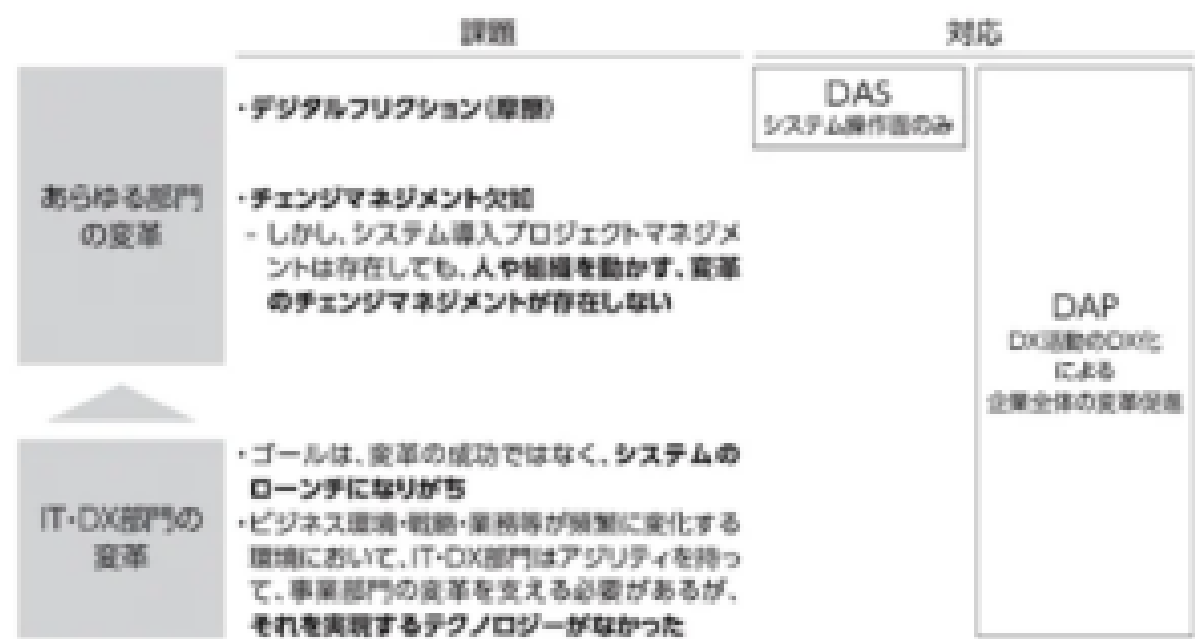 課題
対応
あらゆる部門
の変革
・デジタルフリクション(摩擦)
・チェンジマネジメント欠如
- しかし、システム導入プロジェクトマネジメ
ントは存在しても、人や組織を動かす、変革
のチェンジマネジメントが存在しない
DAS
システム操作面のみ
DAP
DX活動のDX化
による
企業全体の変革促進
IT・DX部門の
変革
・ゴールは、変革の成功ではなく、システムの
ローンチになりがち
・ビジネス環境・戦略・業務等が頻繁に変化する
環境において、IT・DX部門はアジリティを持っ
て、事業部門の変革を支える必要があるが、
それを実現するテクノロジーがなかった